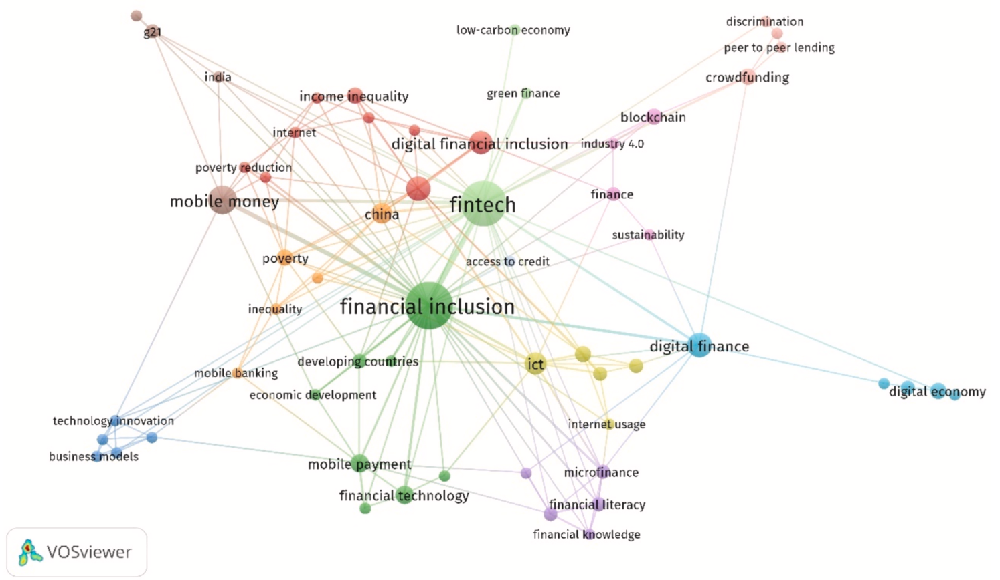 discrimination
low-carbon economy
g21
peer to peer lending
india
crowdfunding
green finance
income inequality
blockchain
internet
digital financial inclusion
industry 4.0
poverty reduction
finance
mobile money
fintech
china
sustainability
poverty
access to credit
inequality
financial inclusion
digital finance
developing countries
ict
mobile banking
digital economy
economic development
technology innovation
internet usage
business models
mobile payment
microfinance
financial technology
financial literacy
financial knowledge
VOSviewer